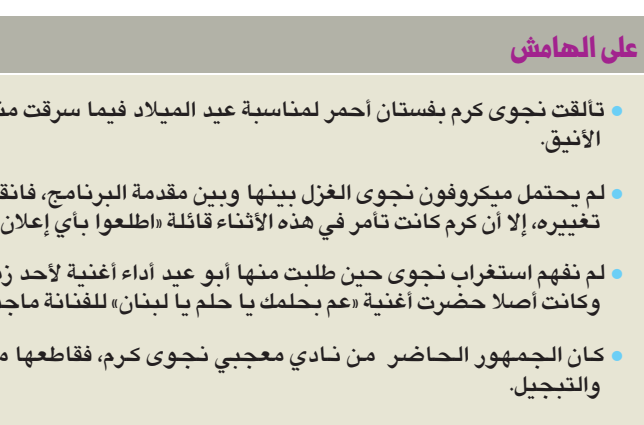 على الهامش
• تألقت نجوى كرم بفستان أحمر لمناسبة عيد الميلاد فيما سرقت
الأنيق.
• لم يحتمل ميكروفون نجوى الغزل بينها وبين مقدمة البرنامج،
تغييره، إلا أن كرم كانت تأمر في هذه الأثناء قائلة «اطلعوا بأي إعلان
• لم نفهم استغراب نجوى حين طلبت منها أبو عيد أداء أغنية لأحد
وكانت أصلا حضرت أغنية «عم بحلمك يا حلم يا لبنان» للفنانة
• كان الجمهور الحاضر من نادي معجبي نجوى كرم، فقاطعها
والتبجيل.